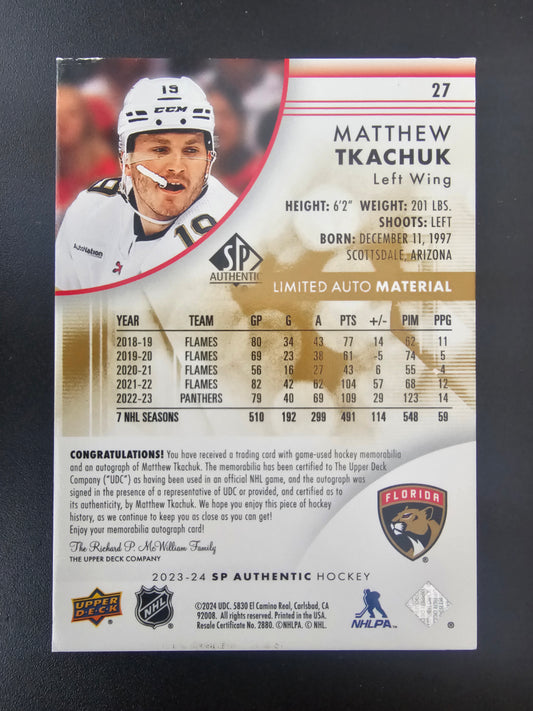 27
19
CCM
19
AutoNation
MATTHEW
TKACHUK
Left Wing
HEIGHT: 6'2" WEIGHT: 201 LBS.
SHOOTS: LEFT
BORN: DECEMBER 11, 1997
SCOTTSDALE, ARIZONA
SP
AUTHENTIC
LIMITED AUTO MATERIAL
YEAR TEAM GP G A PTS +/- PIM PPG
2018-19 FLAMES 80 34 43 77 14 62 11
2019-20 FLAMES 69 23 38 61 -5 74 5
2020-21 FLAMES 56 16 27 43 6 55 4
2021-22 FLAMES 82 42 62 104 57 68 12
2022-23 PANTHERS 79 40 69 109 29 123 14
7 NHL SEASONS 510 192 299 491 114 548 59
CONGRATULATIONS! You have received a trading card with game-used hockey memorabilia
and an autograph of Matthew Tkachuk. The memorabilia has been certified to The Upper Deck
Company ("UDC") as having been used in an official NHL game, and the autograph was
signed in the presence of a representative of UDC or provided, and certified as to
its authenticity, by Matthew Tkachuk. We hope you enjoy this piece of hockey
history, as we continue to keep you as close as you can get!
Enjoy your memorabilia autograph card!
The Richard P. McWilliam Family
THE UPPER DECK COMPANY
FLORIDA
2023-24 SP AUTHENTIC HOCKEY
UPPER
DECK
NHL
©2024 UDC. 5830 El Camino Real, Carlsbad, CA
92008. All rights reserved. Printed in the USA.
Resale Certificate No. 2880. ©NHLPA. © NHL.
NHLPA